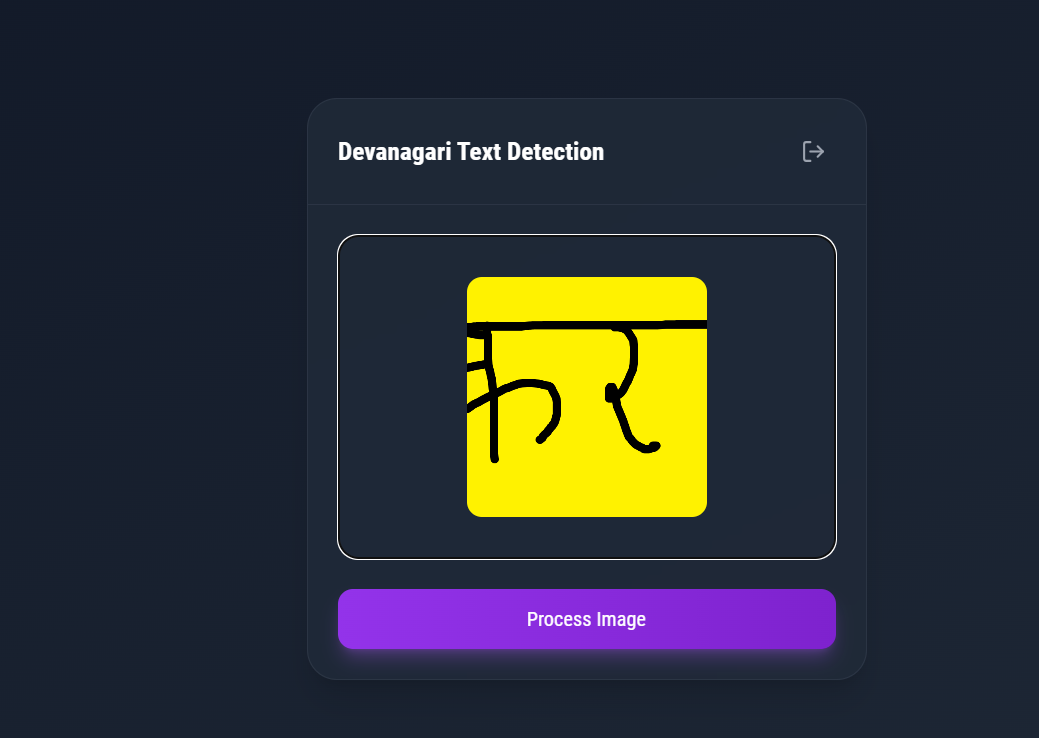 Devanagari Text Detection
कर
Process Image